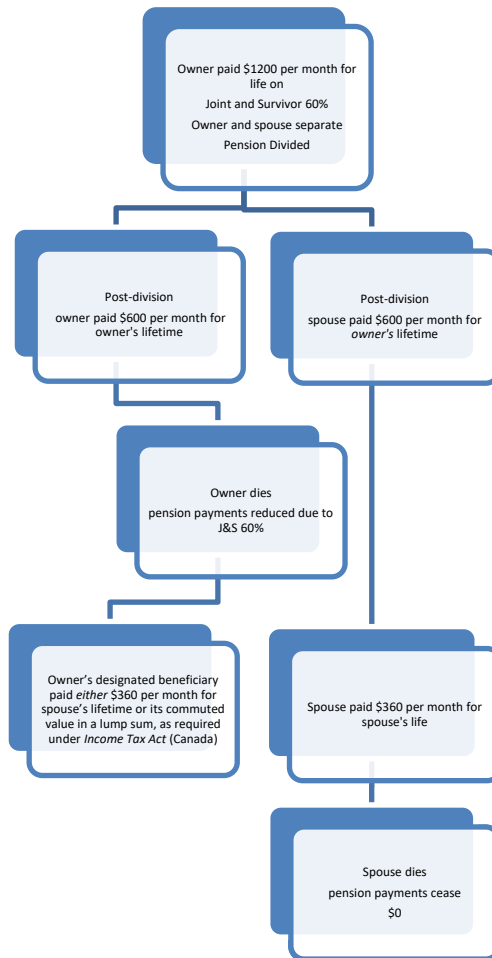 Owner paid $1200 per month for
life on
Joint and Survivor 60%
Owner and spouse separate
Pension Divided
Post-division
owner paid $600 per month for
owner's lifetime
Post-division
spouse paid $600 per month for
owner's lifetime
Owner dies
pension payments reduced due to
J&S 60%
Owner’s designated beneficiary
paid either $360 per month for
spouse’s lifetime or its commuted
value in a lump sum, as required
under Income Tax Act (Canada)
Spouse paid $360 per month for
spouse's life
Spouse dies
pension payments cease
$0